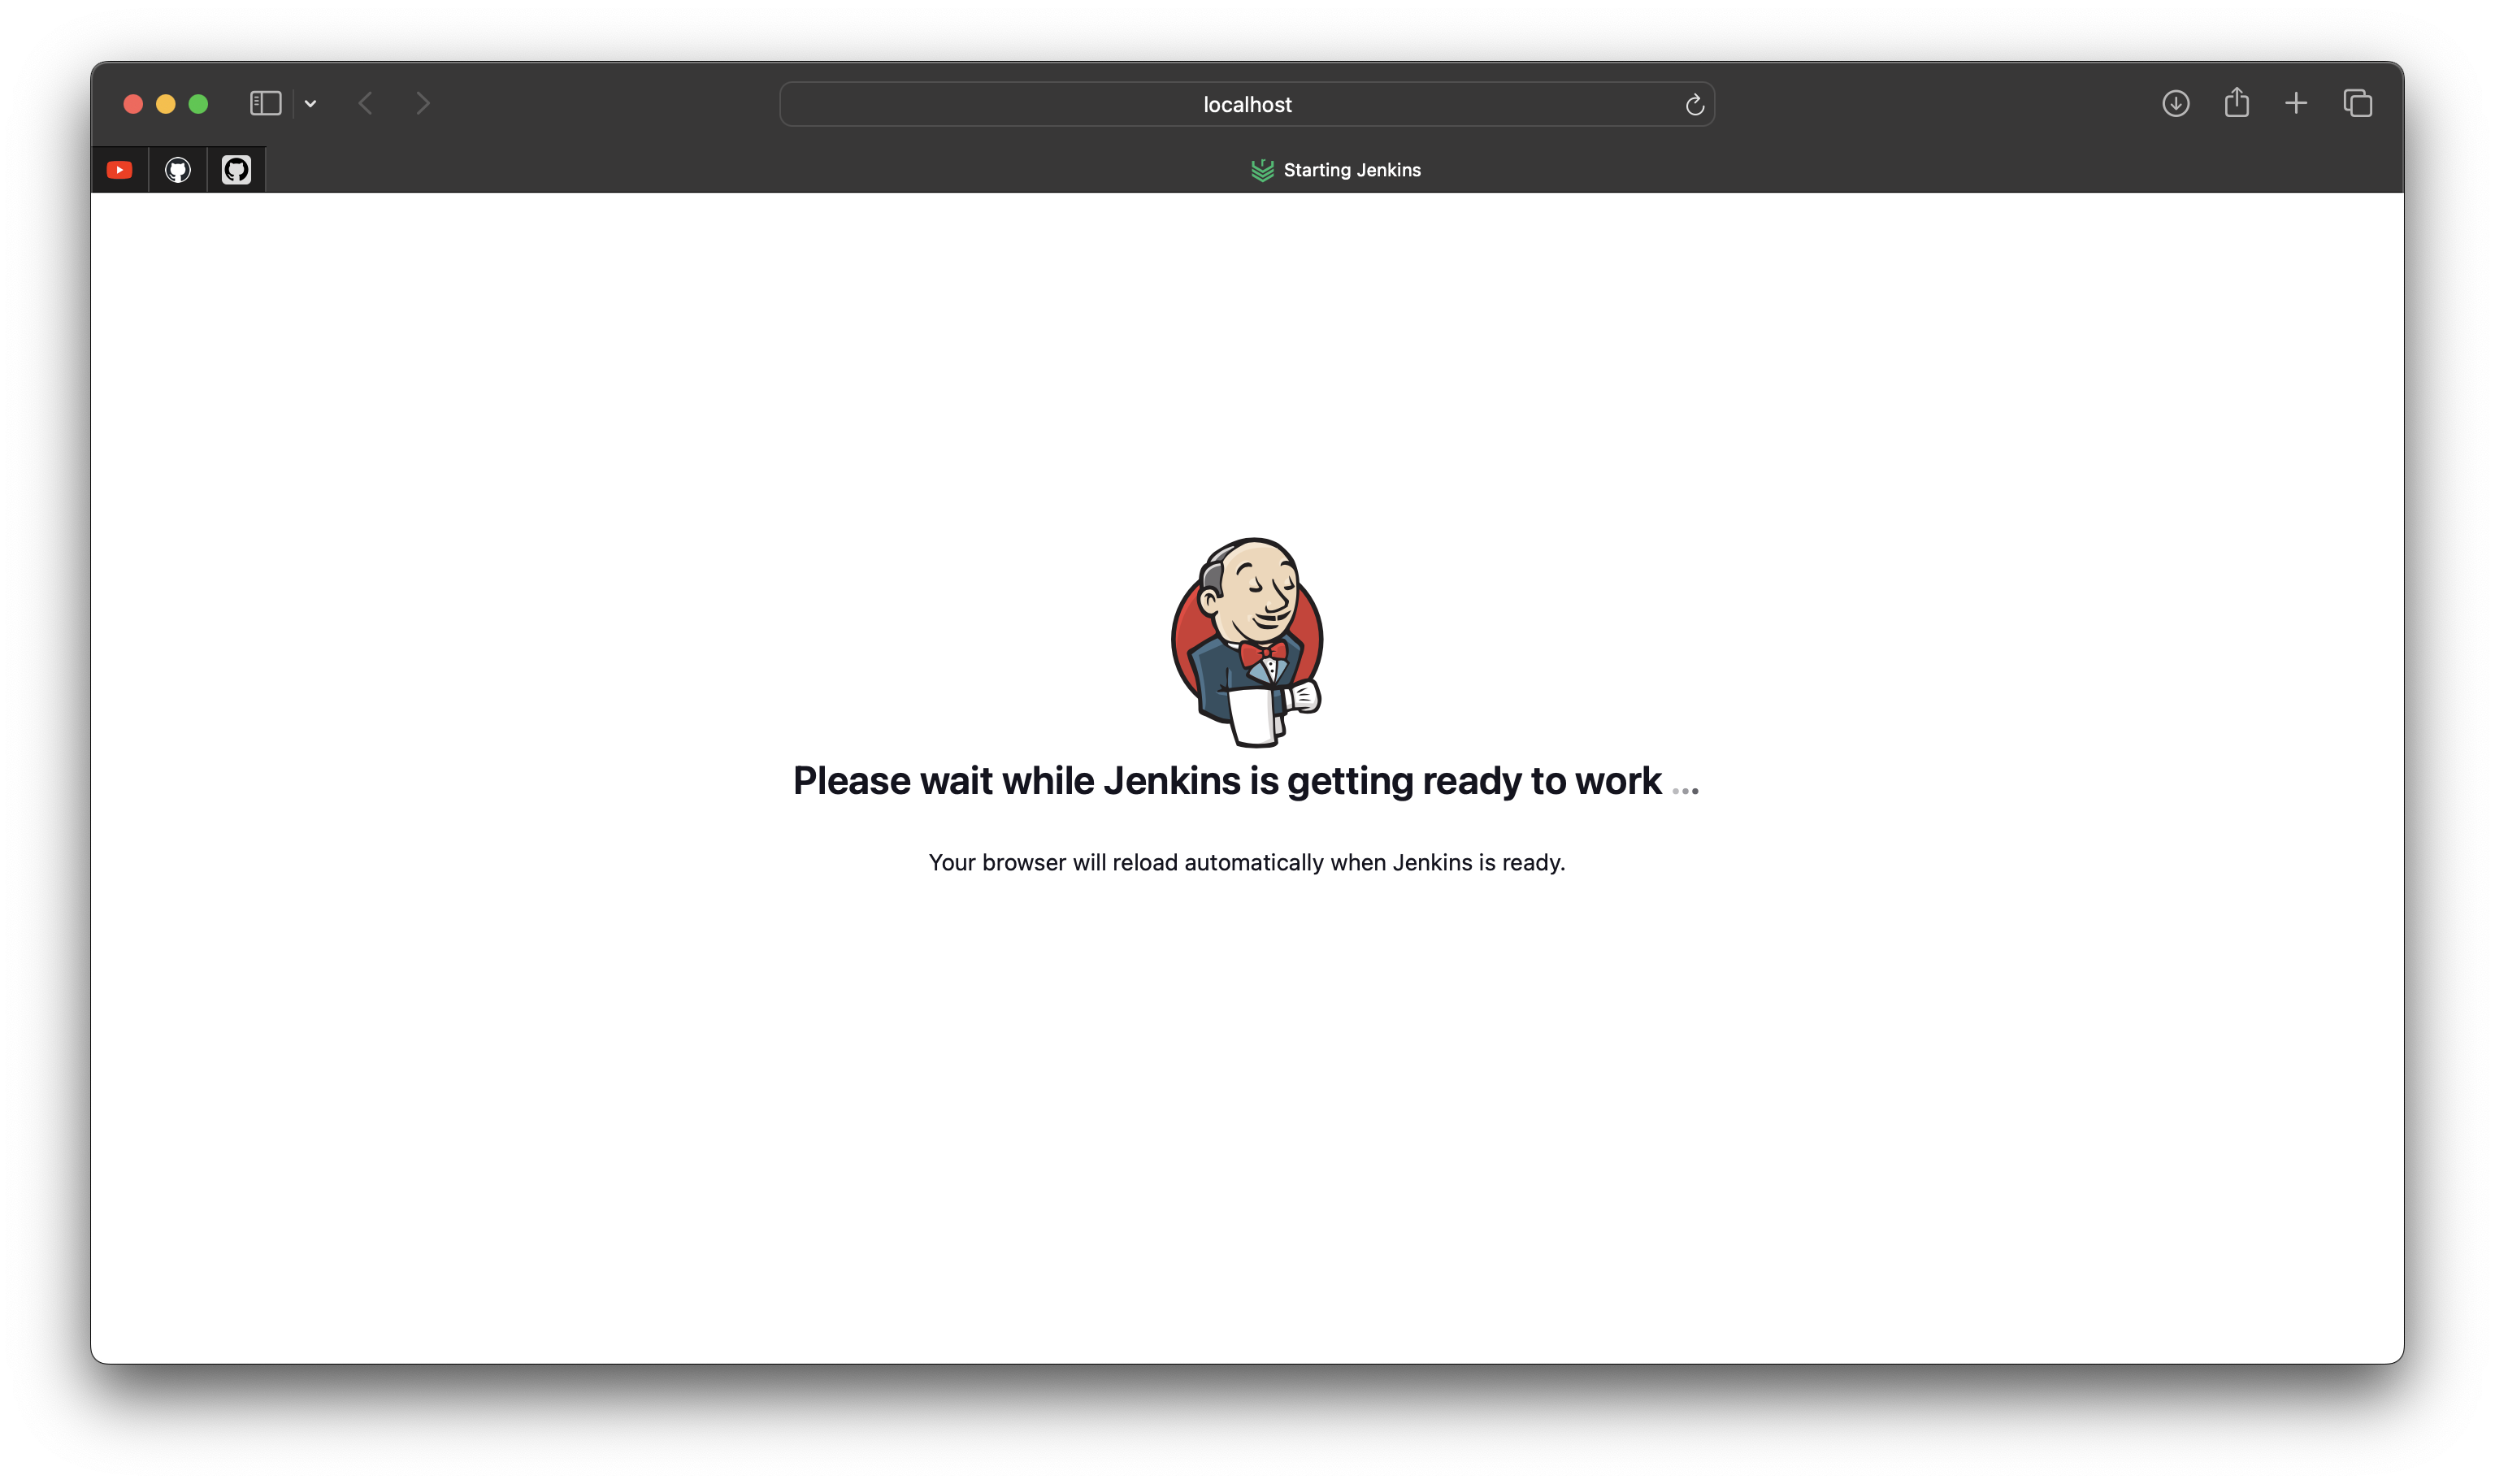 localhost
Starting Jenkins
Please wait while Jenkins is getting ready to work ...
Your browser will reload automatically when Jenkins is ready.